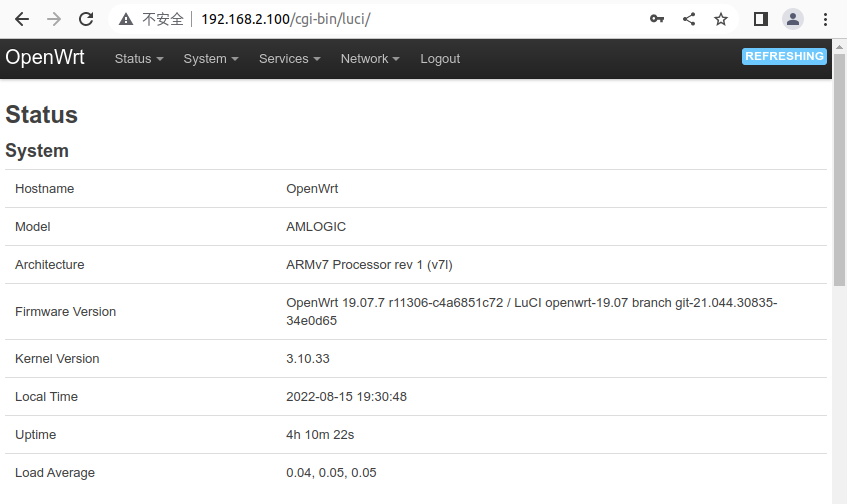 不安全 192.168.2.100/cgi-bin/luci/
OpenWrt Status System Services Network Logout REFRESHING
Status
System
Hostname OpenWrt
Model AMLOGIC
Architecture ARMv7 Processor rev 1 (v7l)
Firmware Version OpenWrt 19.07.7 r11306-c4a6851c72 / LuCI openwrt-19.07 branch git-21.044.30835-
34e0d65
Kernel Version 3.10.33
Local Time 2022-08-15 19:30:48
Uptime 4h 10m 22s
Load Average 0.04, 0.05, 0.05